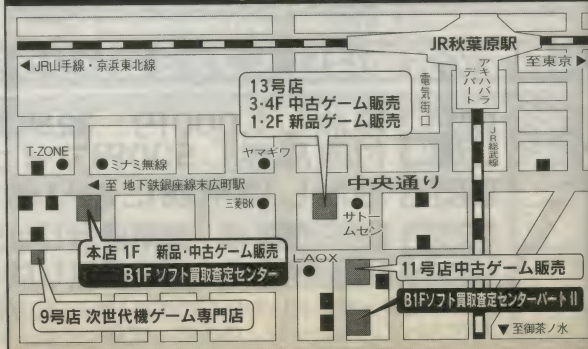 JR秋葉原駅
◀ JR山手線・京浜東北線
至東京 ▶
アキハバラ
デパート
電気街口
JR総武線
13号店
3・4F 中古ゲーム販売
1・2F 新品ゲーム販売
T-ZONE
ミナミ無線
ヤマギワ
◀ 至 地下鉄銀座線末広町駅
中央通り
三菱BK
サトームセン
本店 1F 新品・中古ゲーム販売
B1F ソフト買取査定センター
LAOX
11号店中古ゲーム販売
B1Fソフト買取査定センターパートⅡ
9号店 次世代機ゲーム専門店
▼至御茶ノ水